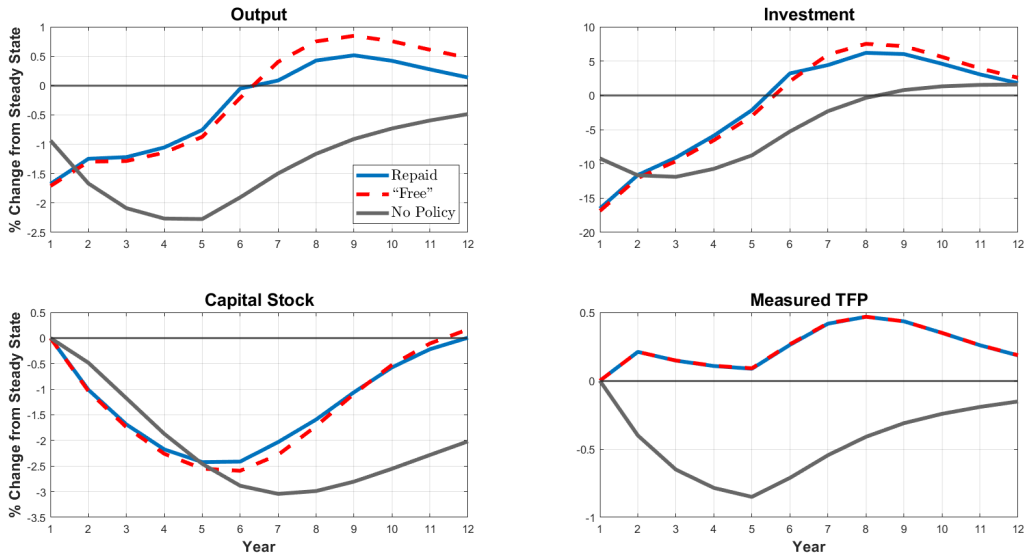 Output
% Change from Steady State
1
0.5
0
-0.5
-1
-1.5
-2
-2.5
1 2 3 4 5 6 7 8 9 10 11 12
Repaid
“Free”
No Policy
Investment
10
5
0
-5
-10
-15
-20
1 2 3 4 5 6 7 8 9 10 11 12
Capital Stock
% Change from Steady State
0.5
0
-0.5
-1
-1.5
-2
-2.5
-3
-3.5
1 2 3 4 5 6 7 8 9 10 11 12
Year
Measured TFP
0.5
0
-0.5
-1
1 2 3 4 5 6 7 8 9 10 11 12
Year